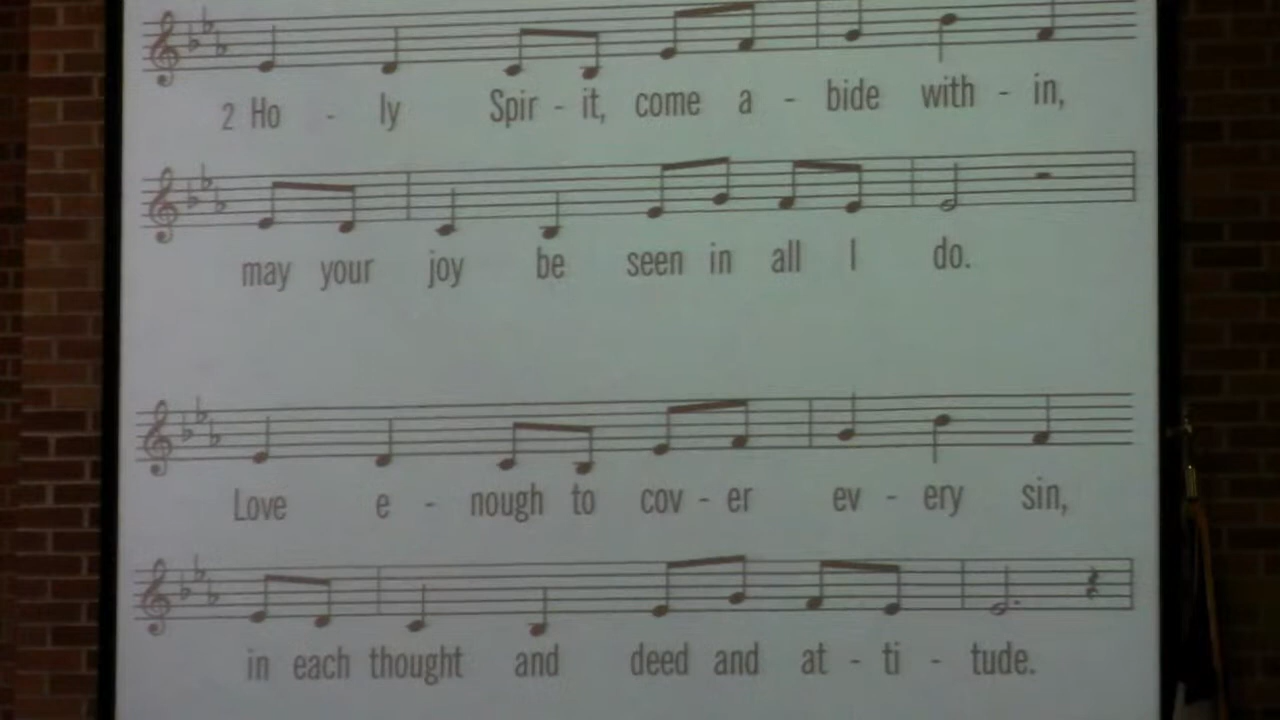 2 Ho - ly Spir - it, come a - bide with - in,
may your joy be seen in all I do.
Love e - nough to cov - er ev - ery sin,
in each thought and deed and at - ti - tude.